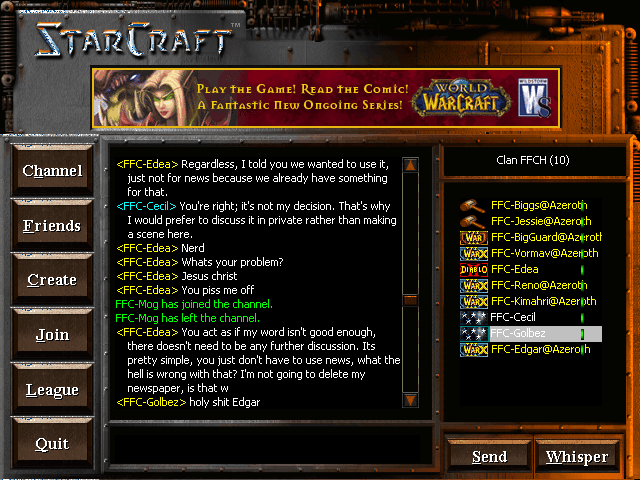 STARCRAFT™
PLAY THE GAME! READ THE COMIC!
A FANTASTIC NEW ONGOING SERIES!
WORLD OF WARCRAFT
WILDSTORM
WS
Channel
Friends
Create
Join
League
Quit
<FFC-Edea> Regardless, I told you we wanted to use it,
just not for news because we already have something
for that.
<FFC-Cecil> You're right; it's not my decision. That's why
I would prefer to discuss it in private rather than making
a scene here.
<FFC-Edea> Nerd
<FFC-Edea> Whats your problem?
<FFC-Edea> Jesus christ
<FFC-Edea> You piss me off
FFC-Mog has joined the channel.
FFC-Mog has left the channel.
<FFC-Edea> You act as if my word isn't good enough,
there doesn't need to be any further discussion. Its
pretty simple, you just don't have to use news, what the
hell is wrong with that? I'm not going to delete my
newspaper, is that w
<FFC-Golbez> holy shit Edgar
Clan FFCH (10)
FFC-Biggs@Azeroth
FFC-Jessie@Azeroth
WAR FFC-BigGuard@Azeroth
WARX FFC-Vormav@Azeroth
DIABLO FFC-Edea
WARX FFC-Reno@Azeroth
WARX FFC-Kimahri@Azeroth
FFC-Cecil
FFC-Golbez
WARX FFC-Edgar@Azeroth
Send
Whisper